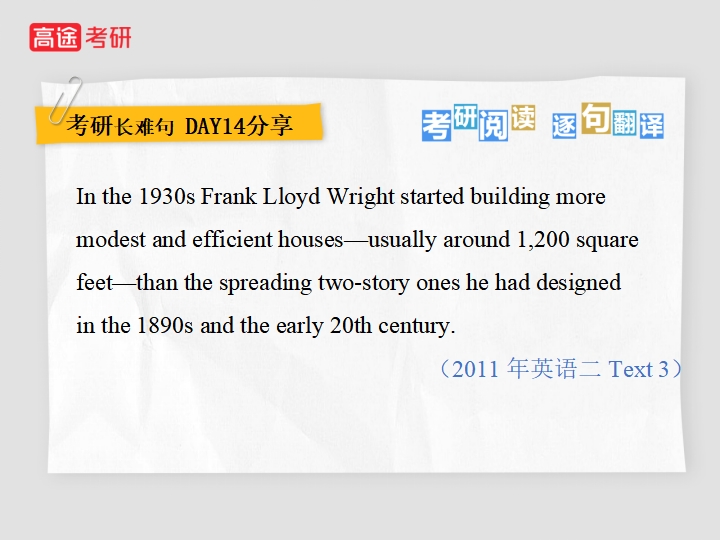 高途考研
考研长难句 DAY14分享
考研阅读 逐句翻译
In the 1930s Frank Lloyd Wright started building more
modest and efficient houses—usually around 1,200 square
feet—than the spreading two-story ones he had designed
in the 1890s and the early 20th century.
（2011 年英语二 Text 3）